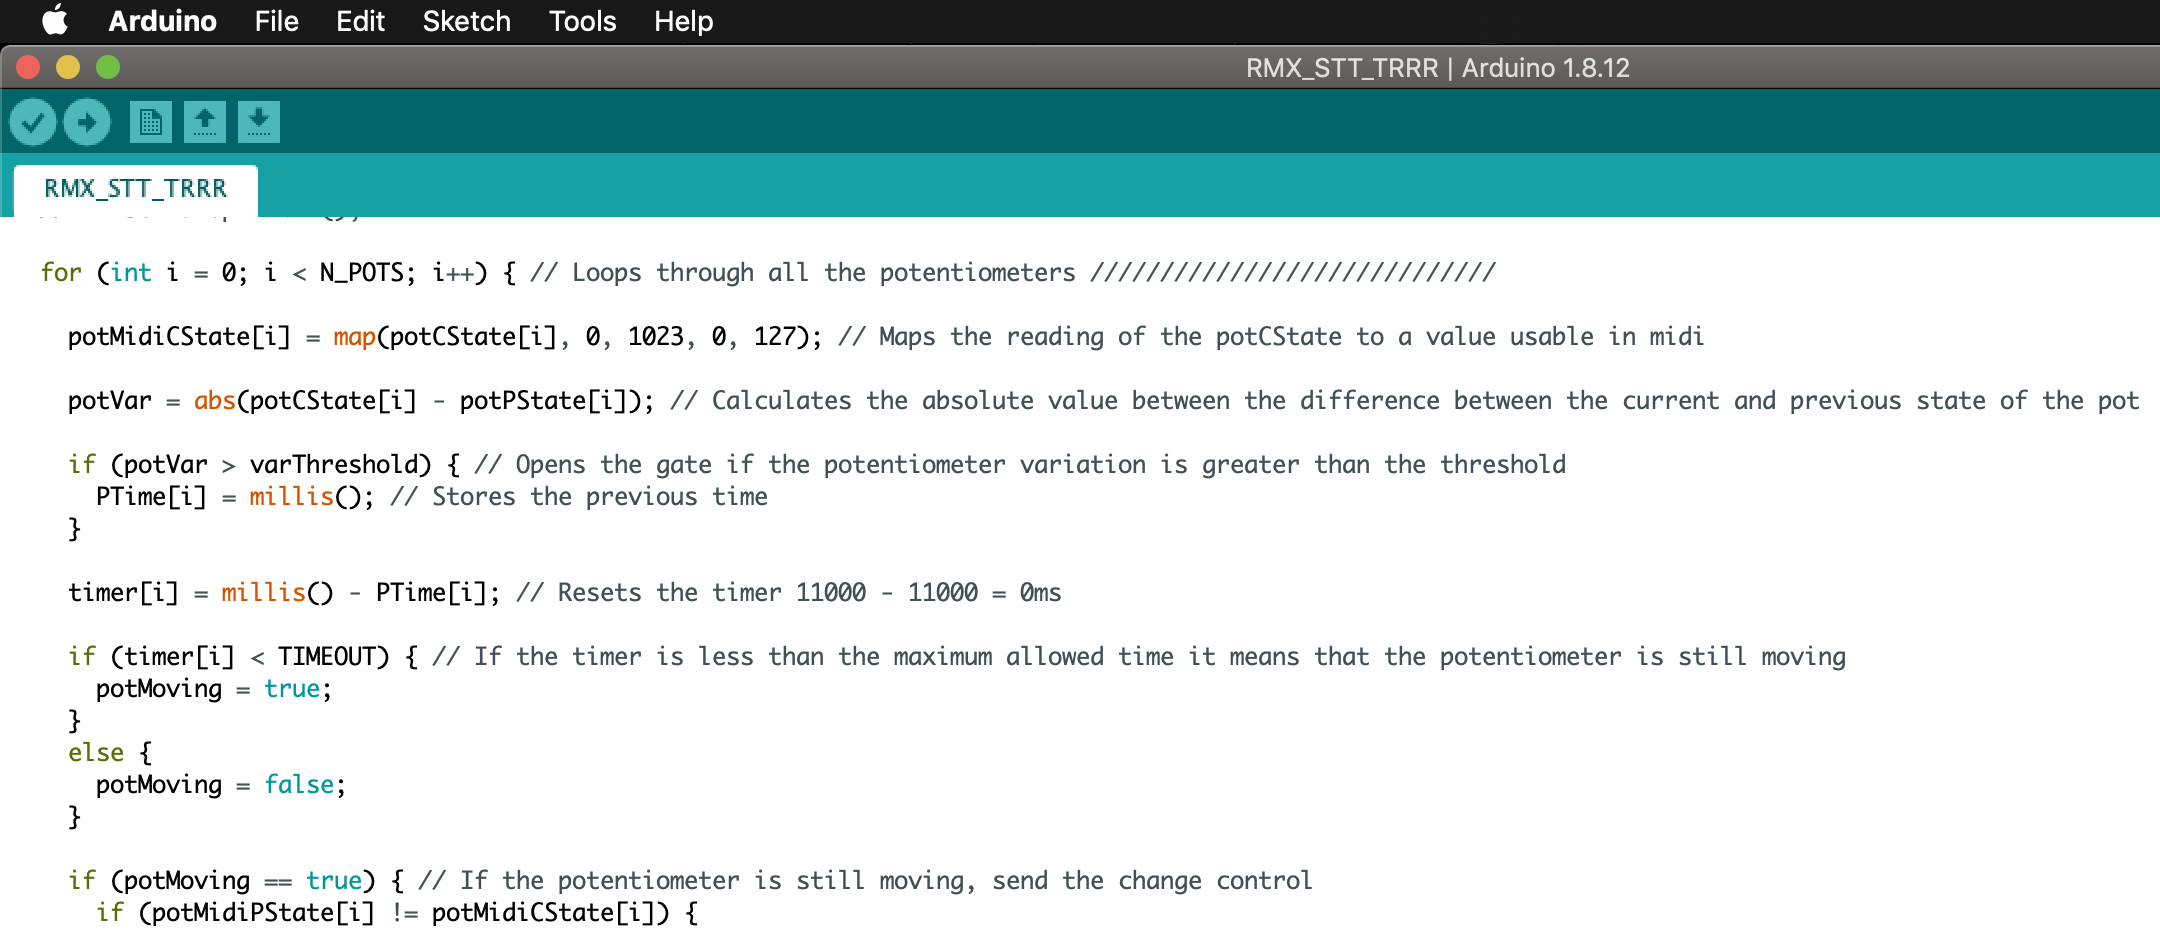 Arduino File Edit Sketch Tools Help
RMX_STT_TRRR | Arduino 1.8.12
RMX_STT_TRRR
for (int i = 0; i < N_POTS; i++) { // Loops through all the potentiometers /////////////////////////////
potMidiCState[i] = map(potCState[i], 0, 1023, 0, 127); // Maps the reading of the potCState to a value usable in midi
potVar = abs(potCState[i] - potPState[i]); // Calculates the absolute value between the difference between the current and previous state of the pot
if (potVar > varThreshold) { // Opens the gate if the potentiometer variation is greater than the threshold
PTime[i] = millis(); // Stores the previous time
}
timer[i] = millis() - PTime[i]; // Resets the timer 11000 - 11000 = 0ms
if (timer[i] < TIMEOUT) { // If the timer is less than the maximum allowed time it means that the potentiometer is still moving
potMoving = true;
}
else {
potMoving = false;
}
if (potMoving == true) { // If the potentiometer is still moving, send the change control
if (potMidiPState[i] != potMidiCState[i]) {